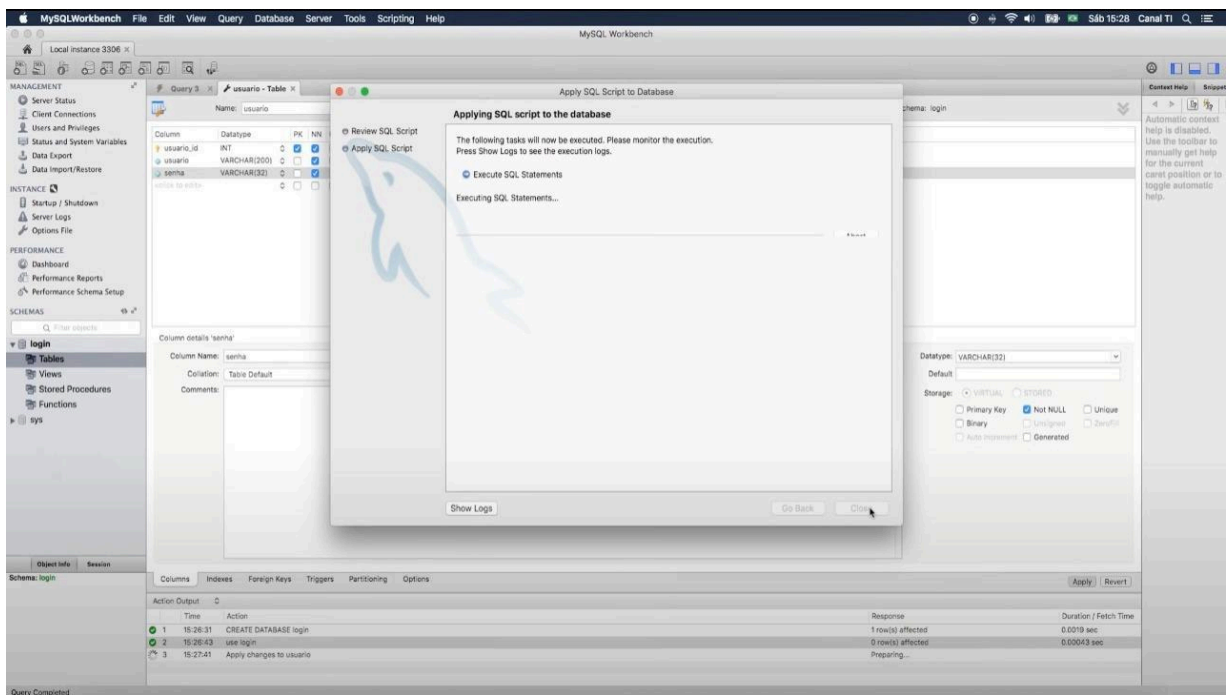 MySQLWorkbench File Edit View Query Database Server Tools Scripting Help
Sáb 15:28 Canal TI
MySQL Workbench
Local instance 3306
MANAGEMENT
Server Status
Client Connections
Users and Privileges
Status and System Variables
Data Export
Data Import/Restore
INSTANCE
Startup / Shutdown
Server Logs
Options File
PERFORMANCE
Dashboard
Performance Reports
Performance Schema Setup
SCHEMAS
Filter objects
login
Tables
Views
Stored Procedures
Functions
sys
Object Info Session
Schema: login
Query Completed
Query 3 usuario - Table
Name: usuario
Column Datatype PK NN
usuario_id INT
usuario VARCHAR(200)
senha VARCHAR(32)
<click to edit>
Column details 'senha'
Column Name: senha
Collation: Table Default
Comments:
Apply SQL Script to Database
Review SQL Script
Apply SQL Script
Applying SQL script to the database
The following tasks will now be executed. Please monitor the execution.
Press Show Logs to see the execution logs.
Execute SQL Statements
Executing SQL Statements...
Show Logs Go Back Close
login
Datatype: VARCHAR(32)
Default
Storage: VIRTUAL STORED
Primary Key Not NULL Unique
Binary Unsigned Zerofill
Auto Increment Generated
Columns Indexes Foreign Keys Triggers Partitioning Options
Apply Revert
Action Output
Time Action Response Duration / Fetch Time
1 15:26:31 CREATE DATABASE login 1 row(s) affected 0.0019 sec
2 15:26:43 use login 0 row(s) affected 0.00043 sec
3 15:27:41 Apply changes to usuario Preparing...
Context Help
Automatic context
help is disabled.
Use the toolbar to
manually get help
for the current
caret position or to
toggle automatic
help.